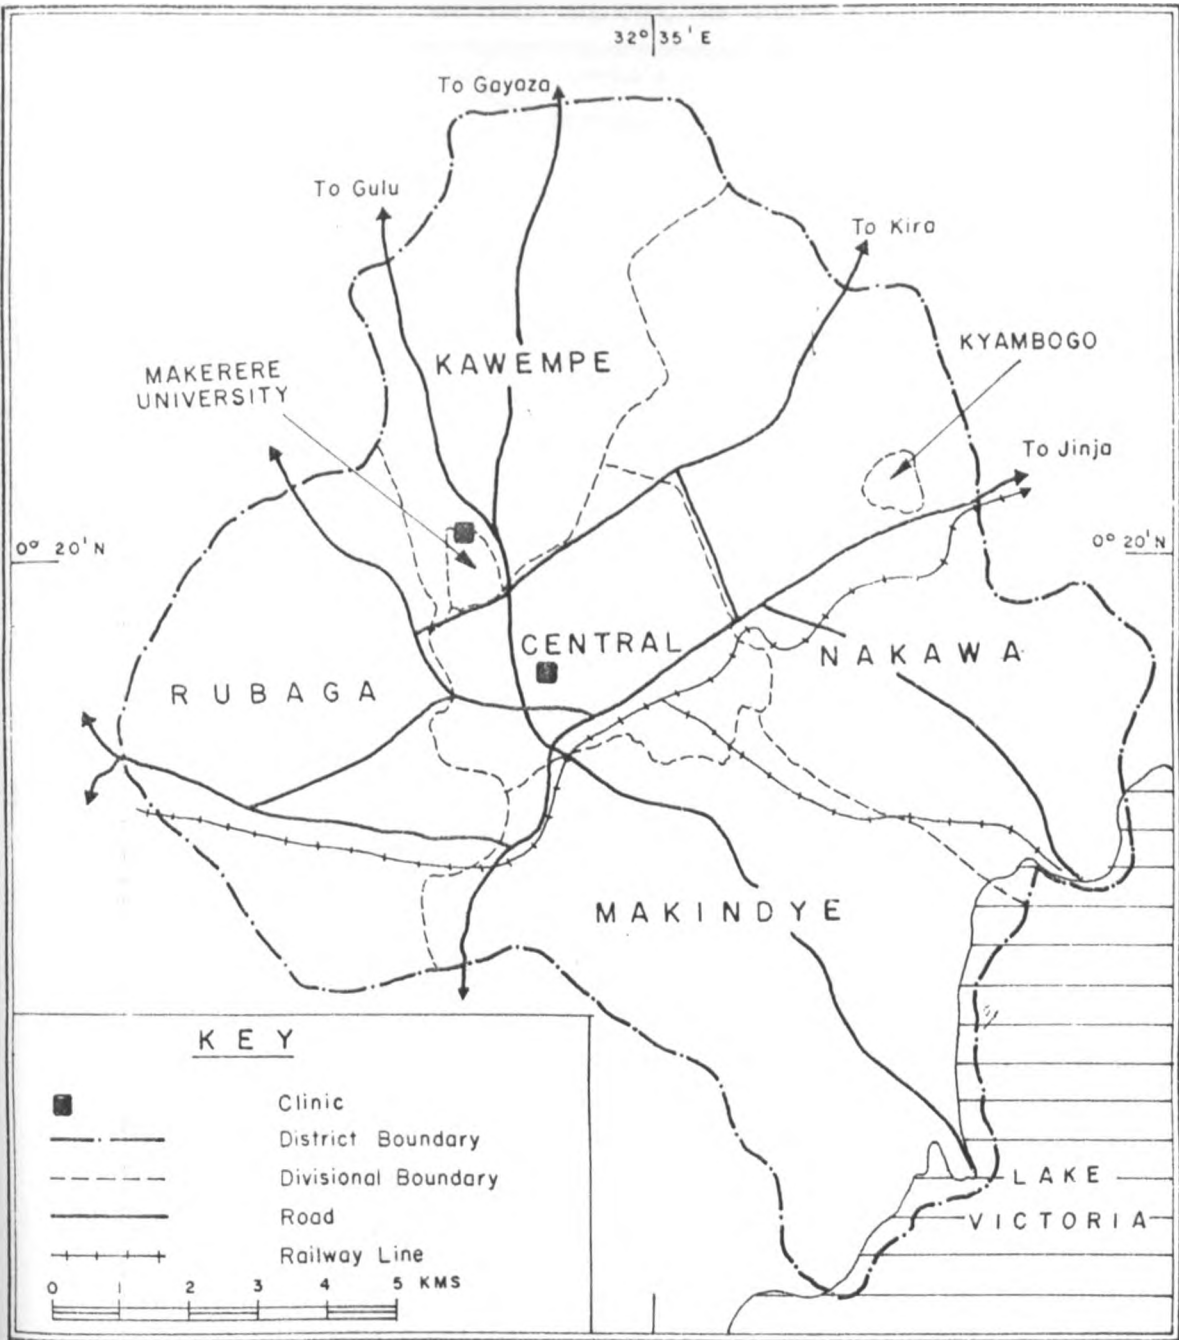 32° 35' E
To Gayaza
To Gulu
To Kira
KAWEMPE
KYAMBOGO
MAKERERE
UNIVERSITY
To Jinja
0° 20' N
0° 20' N
CENTRAL
NAKAWA
RUBAGA
MAKINDYE
KEY
Clinic
District Boundary
Divisional Boundary
Road
Railway Line
0 1 2 3 4 5 KMS
LAKE
VICTORIA